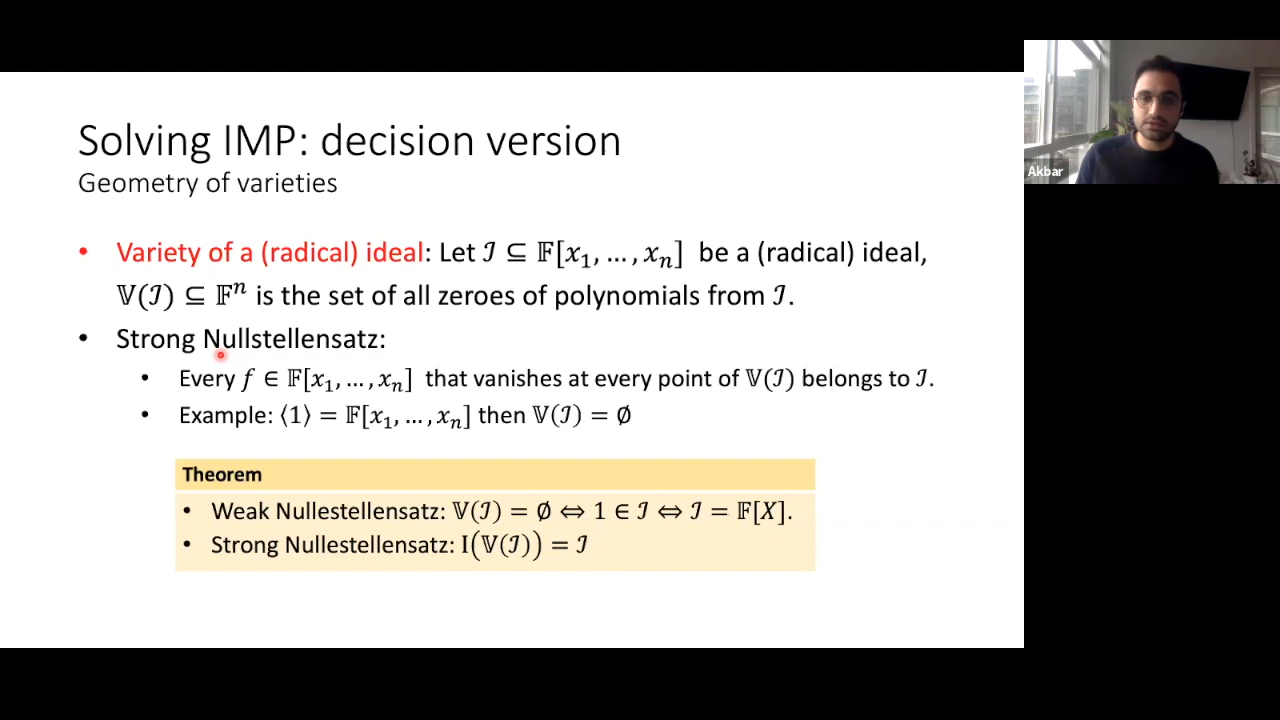 Solving IMP: decision version
Geometry of varieties
• Variety of a (radical) ideal: Let ℐ ⊆ 𝔽[x₁, …, xₙ] be a (radical) ideal,
𝕍(ℐ) ⊆ 𝔽ⁿ is the set of all zeroes of polynomials from ℐ.
• Strong Nullstellensatz:
• Every f ∈ 𝔽[x₁, …, xₙ] that vanishes at every point of 𝕍(ℐ) belongs to ℐ.
• Example: ⟨1⟩ = 𝔽[x₁, …, xₙ] then 𝕍(ℐ) = ∅
Theorem
• Weak Nullestellensatz: 𝕍(ℐ) = ∅ ⇔ 1 ∈ ℐ ⇔ ℐ = 𝔽[X].
• Strong Nullestellensatz: I(𝕍(ℐ)) = ℐ
Akbar